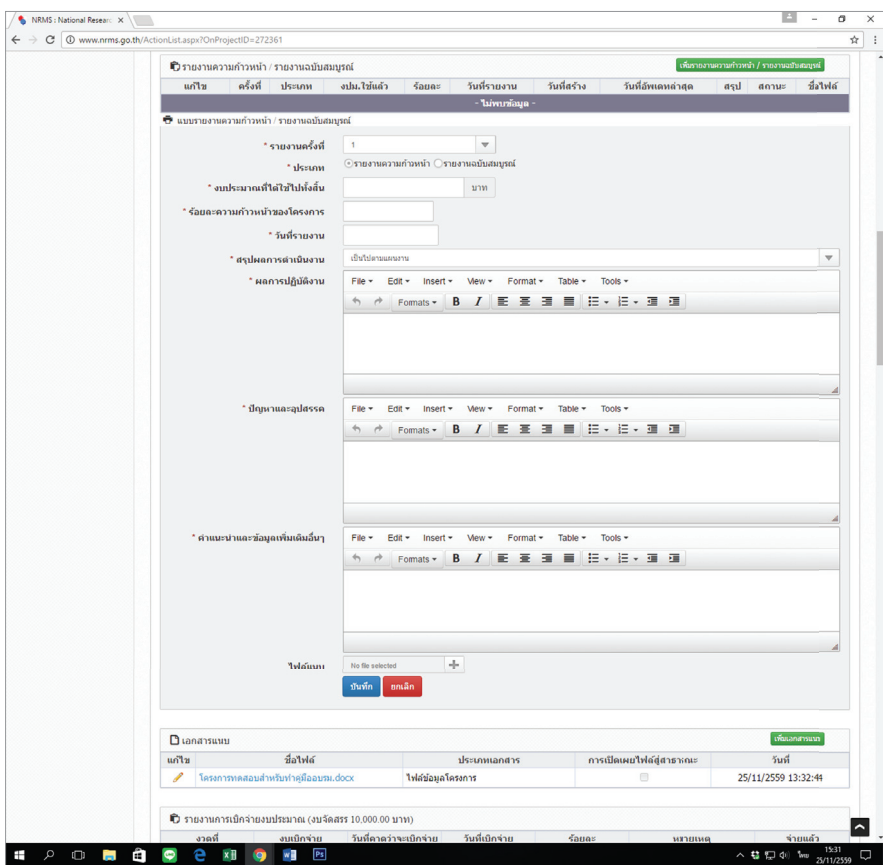 NRMS : National Researc
www.nrms.go.th/ActionList.aspx?OnProjectID=272361
รายงานความก้าวหน้า / รายงานฉบับสมบูรณ์
เพิ่มรายงานความก้าวหน้า / รายงานฉบับสมบูรณ์
แก้ไข ครั้งที่ ประเภท งปม.ใช้แล้ว ร้อยละ วันที่รายงาน วันที่สร้าง วันที่อัพเดทล่าสุด สรุป สถานะ ชื่อไฟล์
- ไม่พบข้อมูล -
แบบรายงานความก้าวหน้า / รายงานฉบับสมบูรณ์
* รายงานครั้งที่ 1
* ประเภท รายงานความก้าวหน้า รายงานฉบับสมบูรณ์
* งบประมาณที่ได้ใช้ไปทั้งสิ้น บาท
* ร้อยละความก้าวหน้าของโครงการ
* วันที่รายงาน
* สรุปผลการดำเนินงาน เป็นไปตามแผนงาน
* ผลการปฏิบัติงาน File Edit Insert View Format Table Tools
Formats B I
* ปัญหาและอุปสรรค File Edit Insert View Format Table Tools
Formats B I
* คำแนะนำและข้อมูลเพิ่มเติมอื่นๆ File Edit Insert View Format Table Tools
Formats B I
ไฟล์แนบ No file selected
บันทึก ยกเลิก
เอกสารแนบ เพิ่มเอกสารแนบ
แก้ไข ชื่อไฟล์ ประเภทเอกสาร การเปิดเผยไฟล์สู่สาธาณะ วันที่
โครงการทดสอบสำหรับทำคู่มืออบรม.docx ไฟล์ข้อมูลโครงการ 25/11/2559 13:32:44
รายงานการเบิกจ่ายงบประมาณ (งบจัดสรร 10,000.00 บาท)
งวดที่ งบเบิกจ่าย วันที่คาดว่าจะเบิกจ่าย วันที่เบิกจ่าย ร้อยละ หมายเหตุ จ่ายแล้ว
ไทย 15:31
25/11/2559